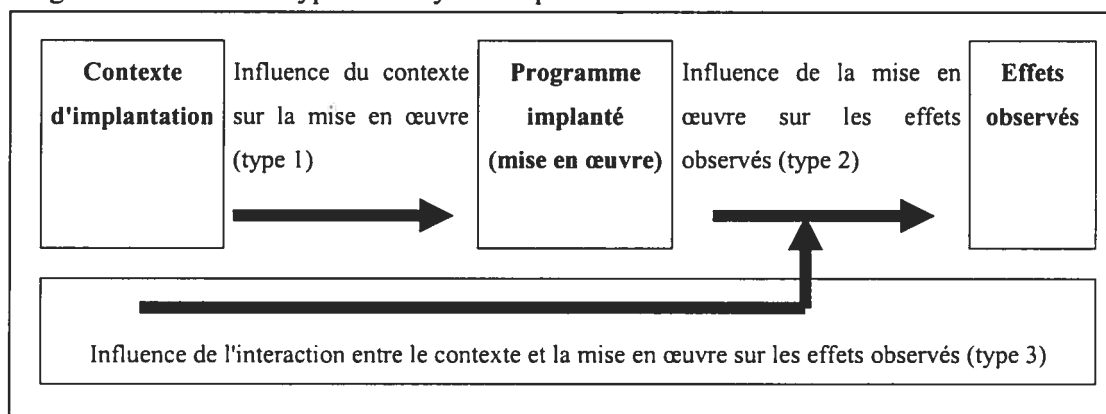 Contexte
d'implantation
Influence du contexte
sur la mise en œuvre
(type 1)
Programme
implanté
(mise en œuvre)
Influence de la mise en
œuvre sur les effets
observés (type 2)
Effets
observés
Influence de l'interaction entre le contexte et la mise en œuvre sur les effets observés (type 3)